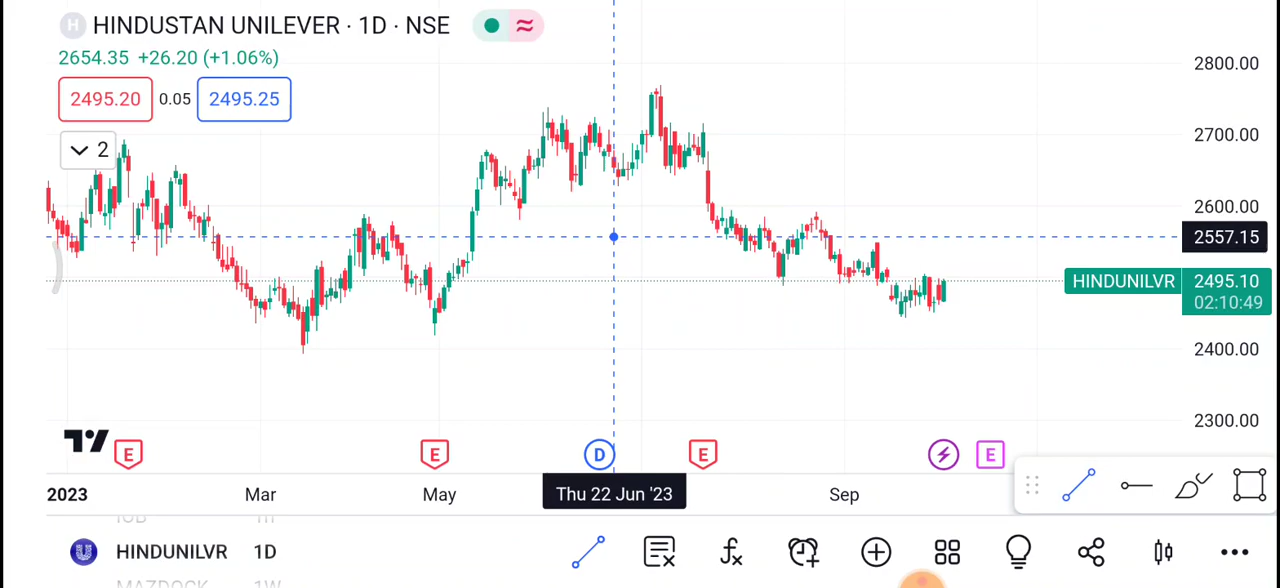 H HINDUSTAN UNILEVER · 1D · NSE
2654.35 +26.20 (+1.06%)
2495.20 0.05 2495.25
2
2800.00
2700.00
2600.00
2557.15
HINDUNILVR 2495.10
02:10:49
2400.00
2300.00
E E D E E
2023 Mar May Thu 22 Jun '23 Sep
HINDUNILVR 1D
MAZDOCK 1W